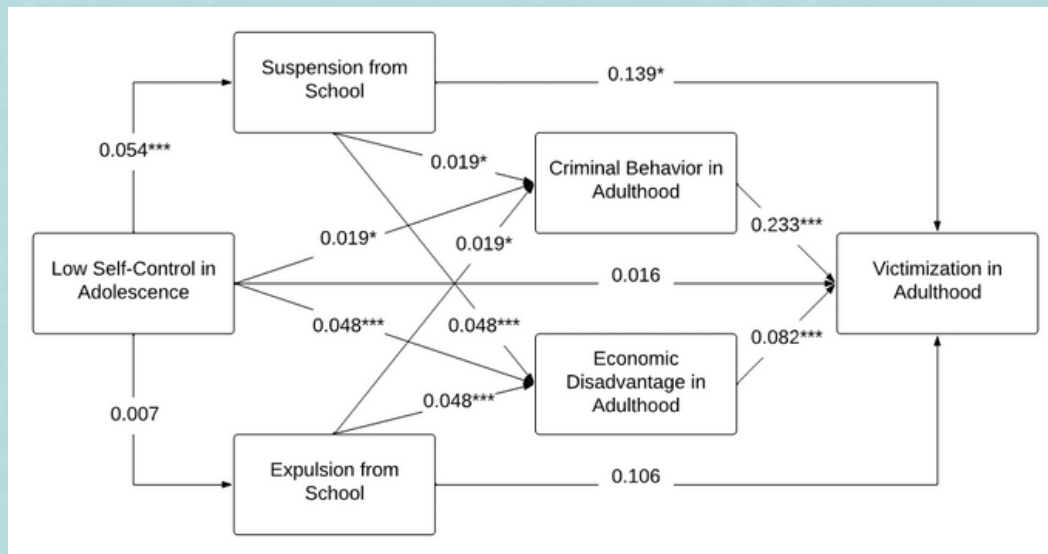 Suspension from
School
0.139*
0.054***
0.019*
Criminal Behavior in
Adulthood
0.233***
0.019*
0.019*
Low Self-Control in
Adolescence
0.016
Victimization in
Adulthood
0.048***
0.048***
0.082***
Economic
Disadvantage in
Adulthood
0.048***
0.007
Expulsion from
School
0.106